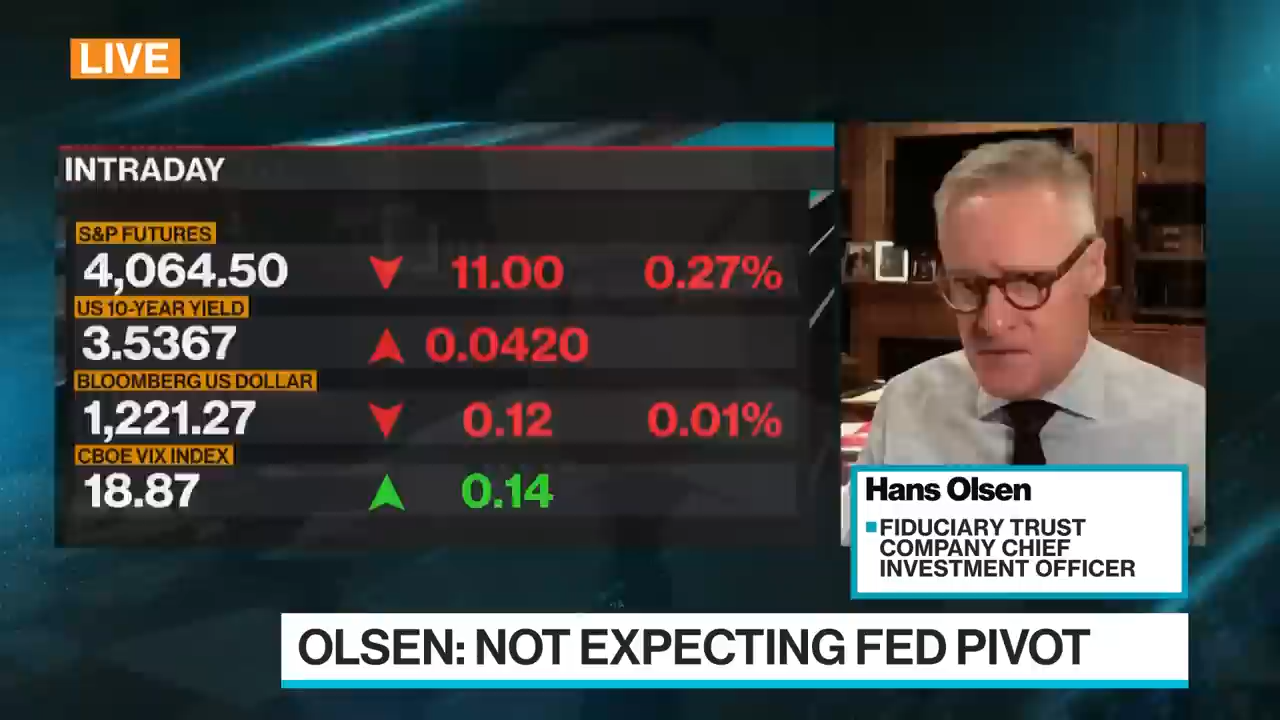 LIVE
INTRADAY
S&P FUTURES
4,064.50 ▼ 11.00 0.27%
US 10-YEAR YIELD
3.5367 ▲ 0.0420
BLOOMBERG US DOLLAR
1,221.27 ▼ 0.12 0.01%
CBOE VIX INDEX
18.87 ▲ 0.14
Hans Olsen
FIDUCIARY TRUST
COMPANY CHIEF
INVESTMENT OFFICER
OLSEN: NOT EXPECTING FED PIVOT